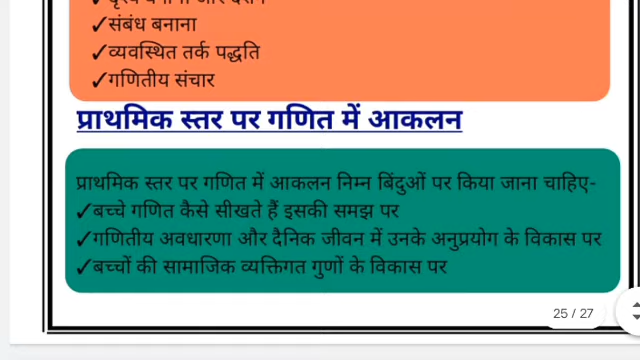 ✓संबंध बनाना
✓व्यवस्थित तर्क पद्धति
✓गणितीय संचार
प्राथमिक स्तर पर गणित में आकलन
प्राथमिक स्तर पर गणित में आकलन निम्न बिंदुओं पर किया जाना चाहिए-
✓बच्चे गणित कैसे सीखते हैं इसकी समझ पर
✓गणितीय अवधारणा और दैनिक जीवन में उनके अनुप्रयोग के विकास पर
✓बच्चों की सामाजिक व्यक्तिगत गुणों के विकास पर
25 / 27